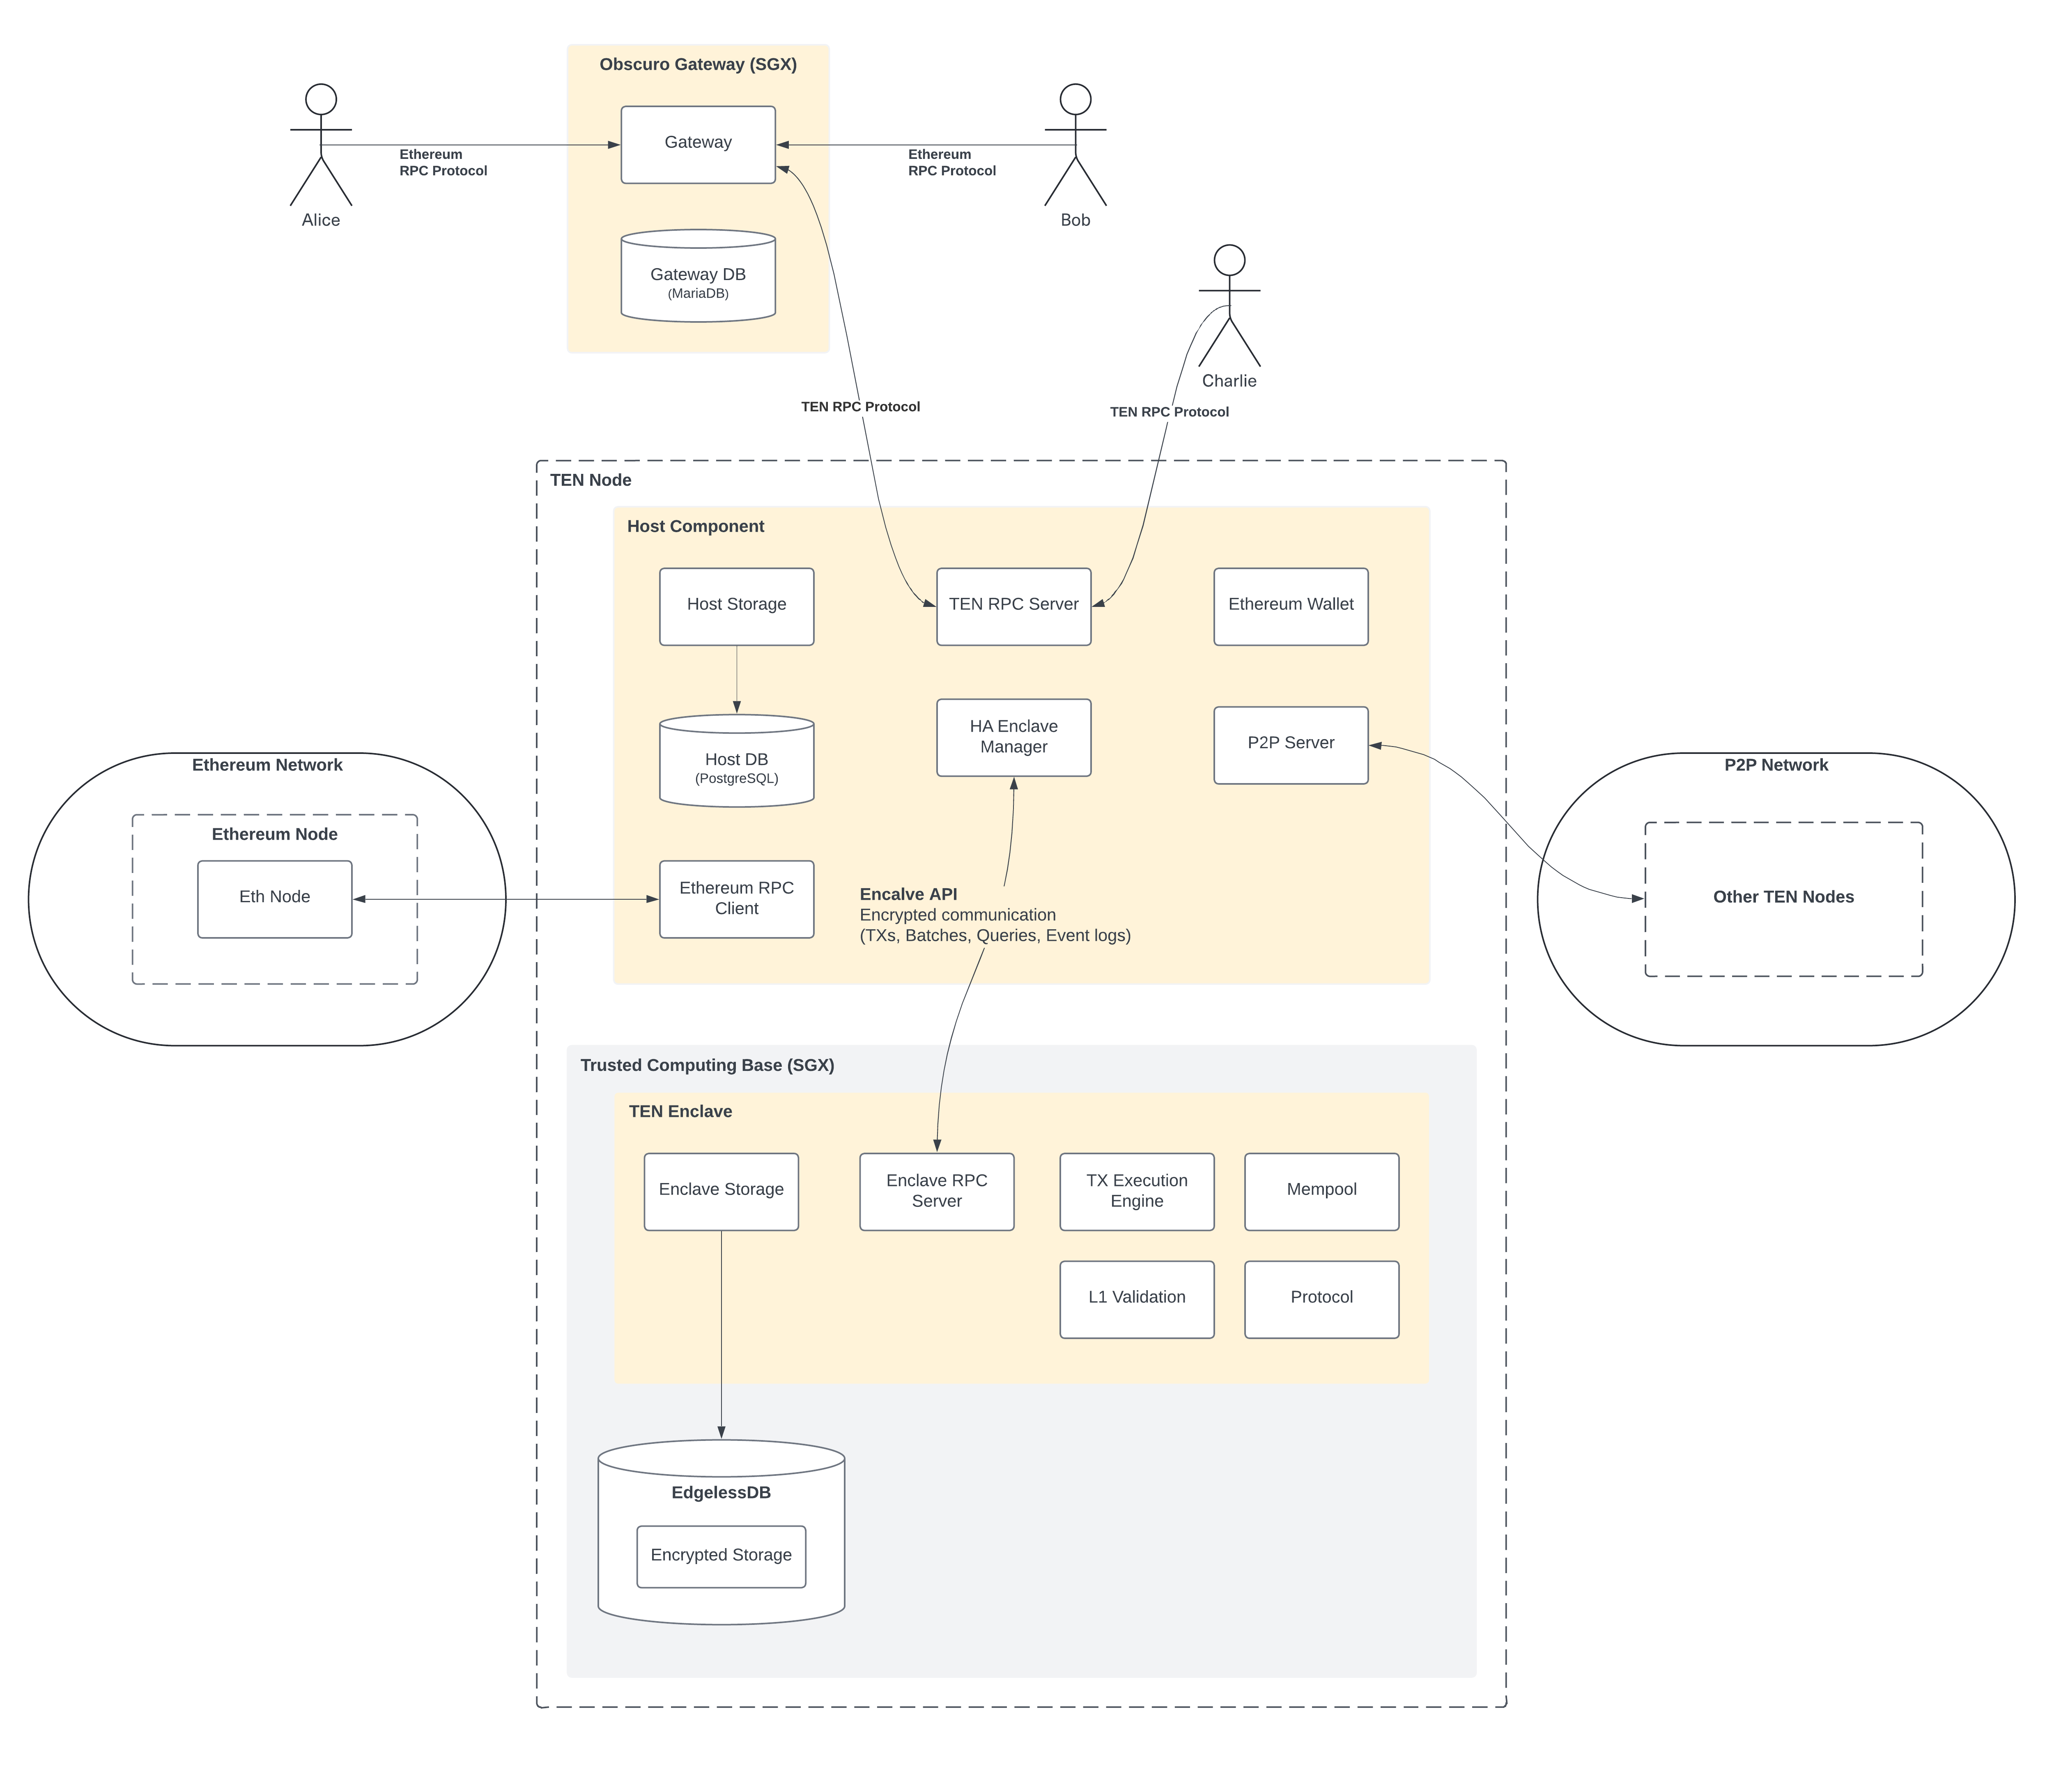 Obscuro Gateway (SGX)
Gateway
Ethereum
RPC Protocol
Ethereum
RPC Protocol
Alice
Bob
Gateway DB
(MariaDB)
Charlie
TEN RPC Protocol
TEN RPC Protocol
TEN Node
Host Component
Host Storage
TEN RPC Server
Ethereum Wallet
HA Enclave
Manager
P2P Server
Host DB
(PostgreSQL)
Ethereum Network
Ethereum Node
Eth Node
P2P Network
Other TEN Nodes
Ethereum RPC
Client
Encalve API
Encrypted communication
(TXs, Batches, Queries, Event logs)
Trusted Computing Base (SGX)
TEN Enclave
Enclave Storage
Enclave RPC
Server
TX Execution
Engine
Mempool
L1 Validation
Protocol
EdgelessDB
Encrypted Storage